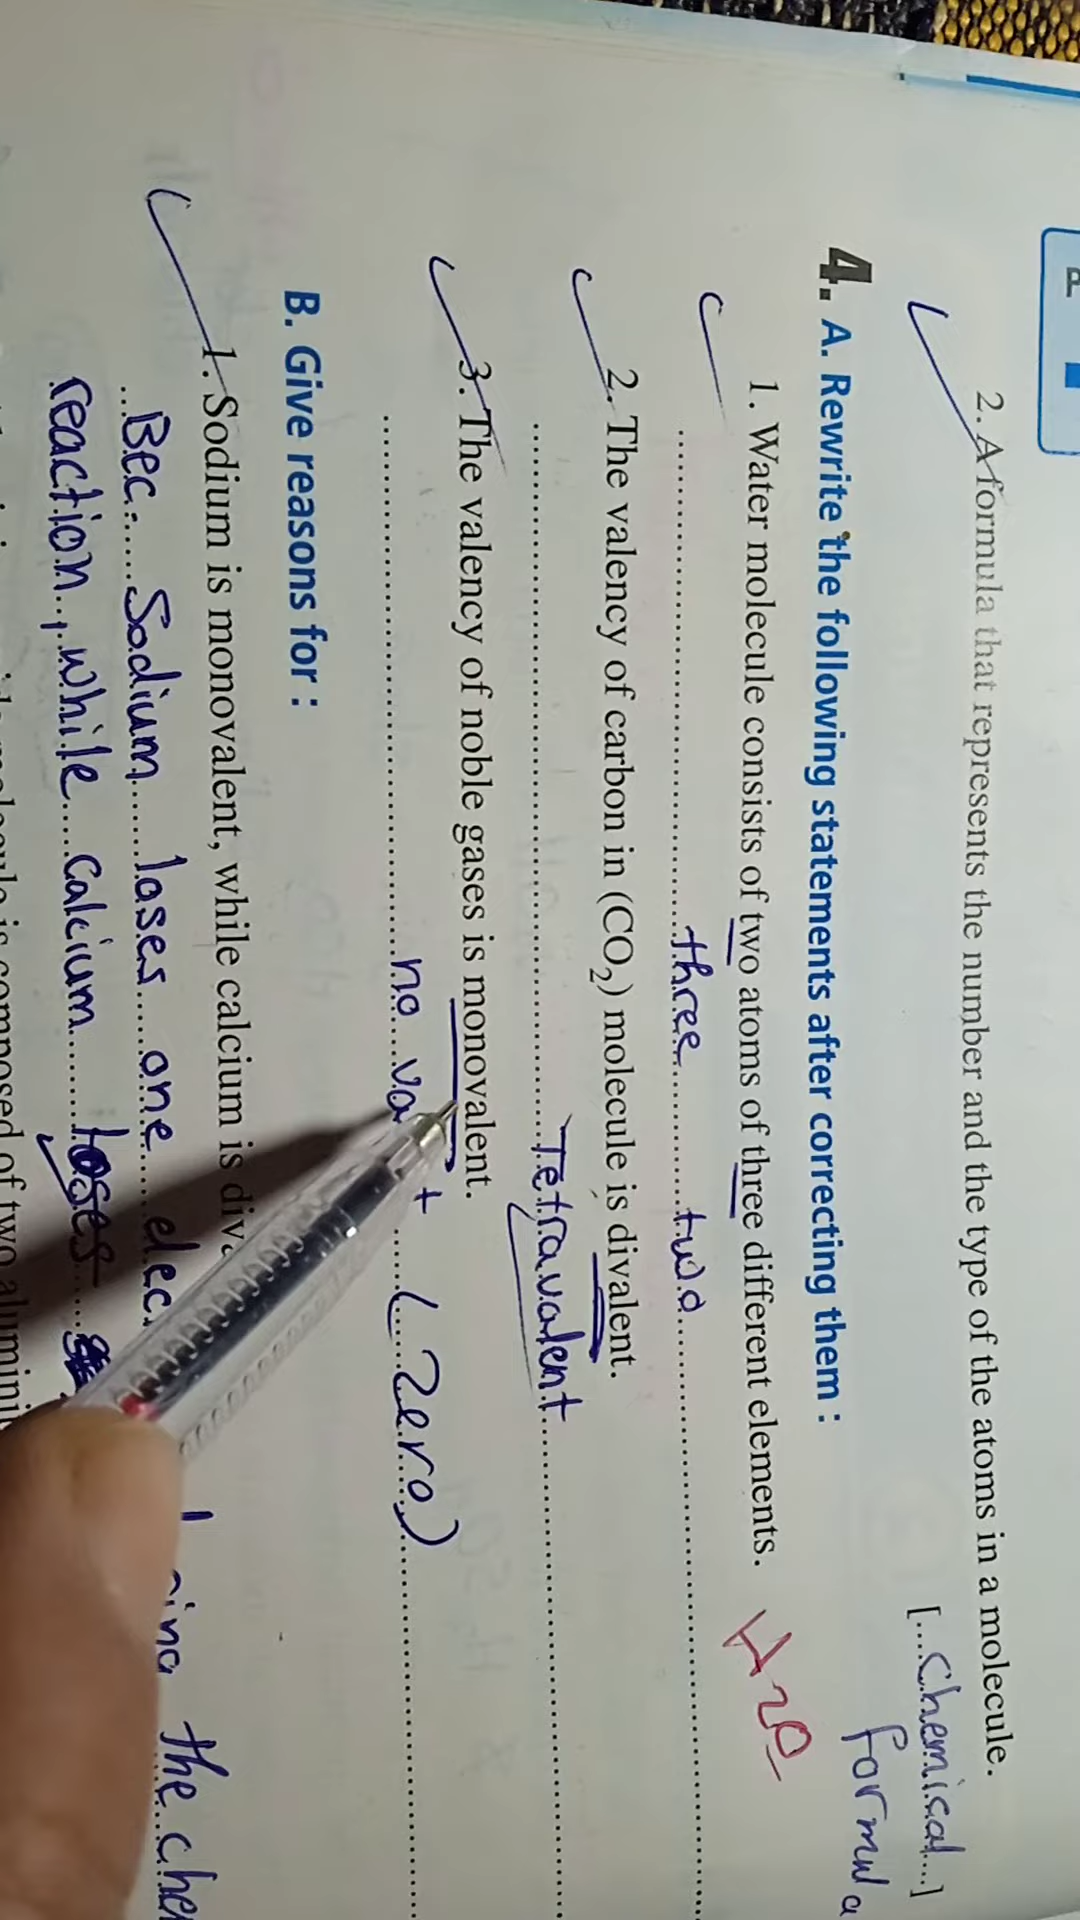 2. A formula that represents the number and the type of the atoms in a molecule.
[...Chemical...]
formula
4. A. Rewrite the following statements after correcting them :
1. Water molecule consists of two atoms of three different elements.
H2O
three two
2. The valency of carbon in (CO₂) molecule is divalent.
Tetravalent
3. The valency of noble gases is monovalent.
no (Zero)
B. Give reasons for :
1. Sodium is monovalent, while calcium is
Bec. Sodium loses one elec. the
reaction, while calcium loses
composed of two